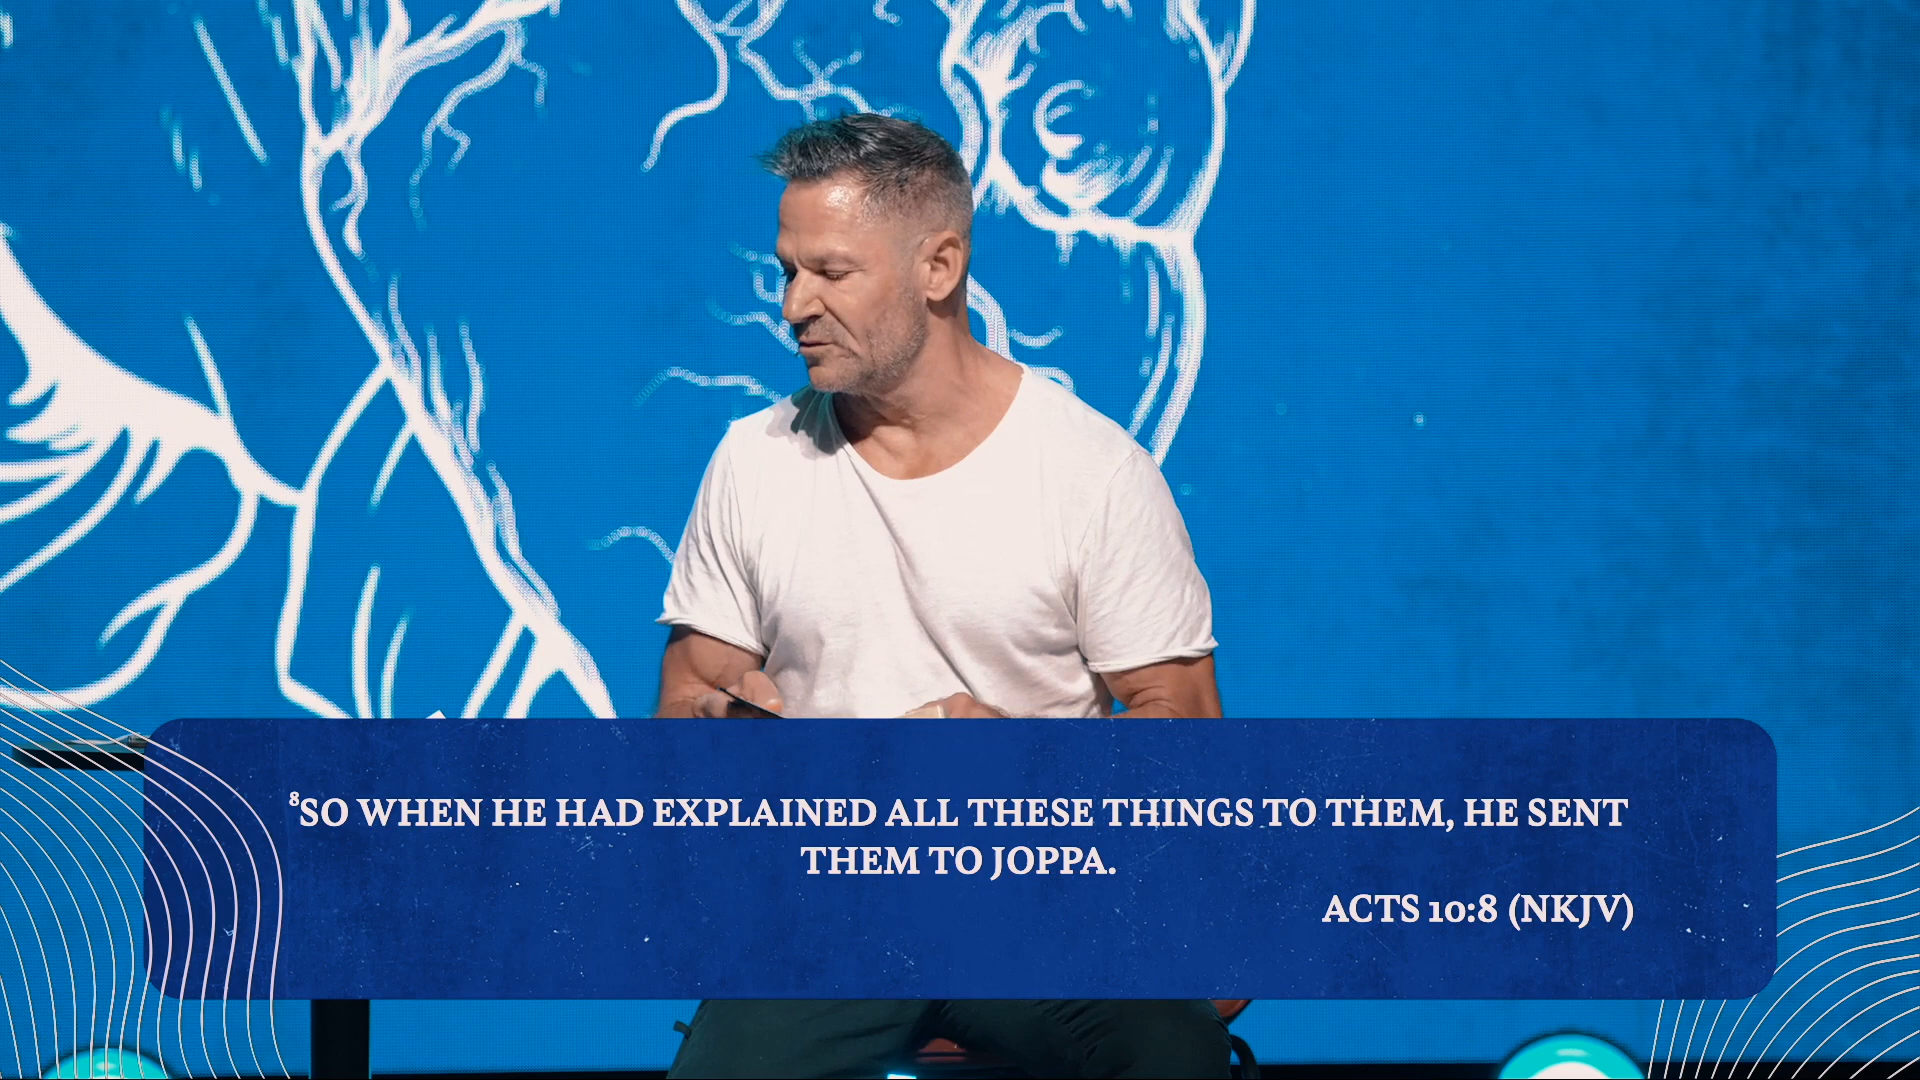 ⁸SO WHEN HE HAD EXPLAINED ALL THESE THINGS TO THEM, HE SENT
THEM TO JOPPA.
ACTS 10:8 (NKJV)